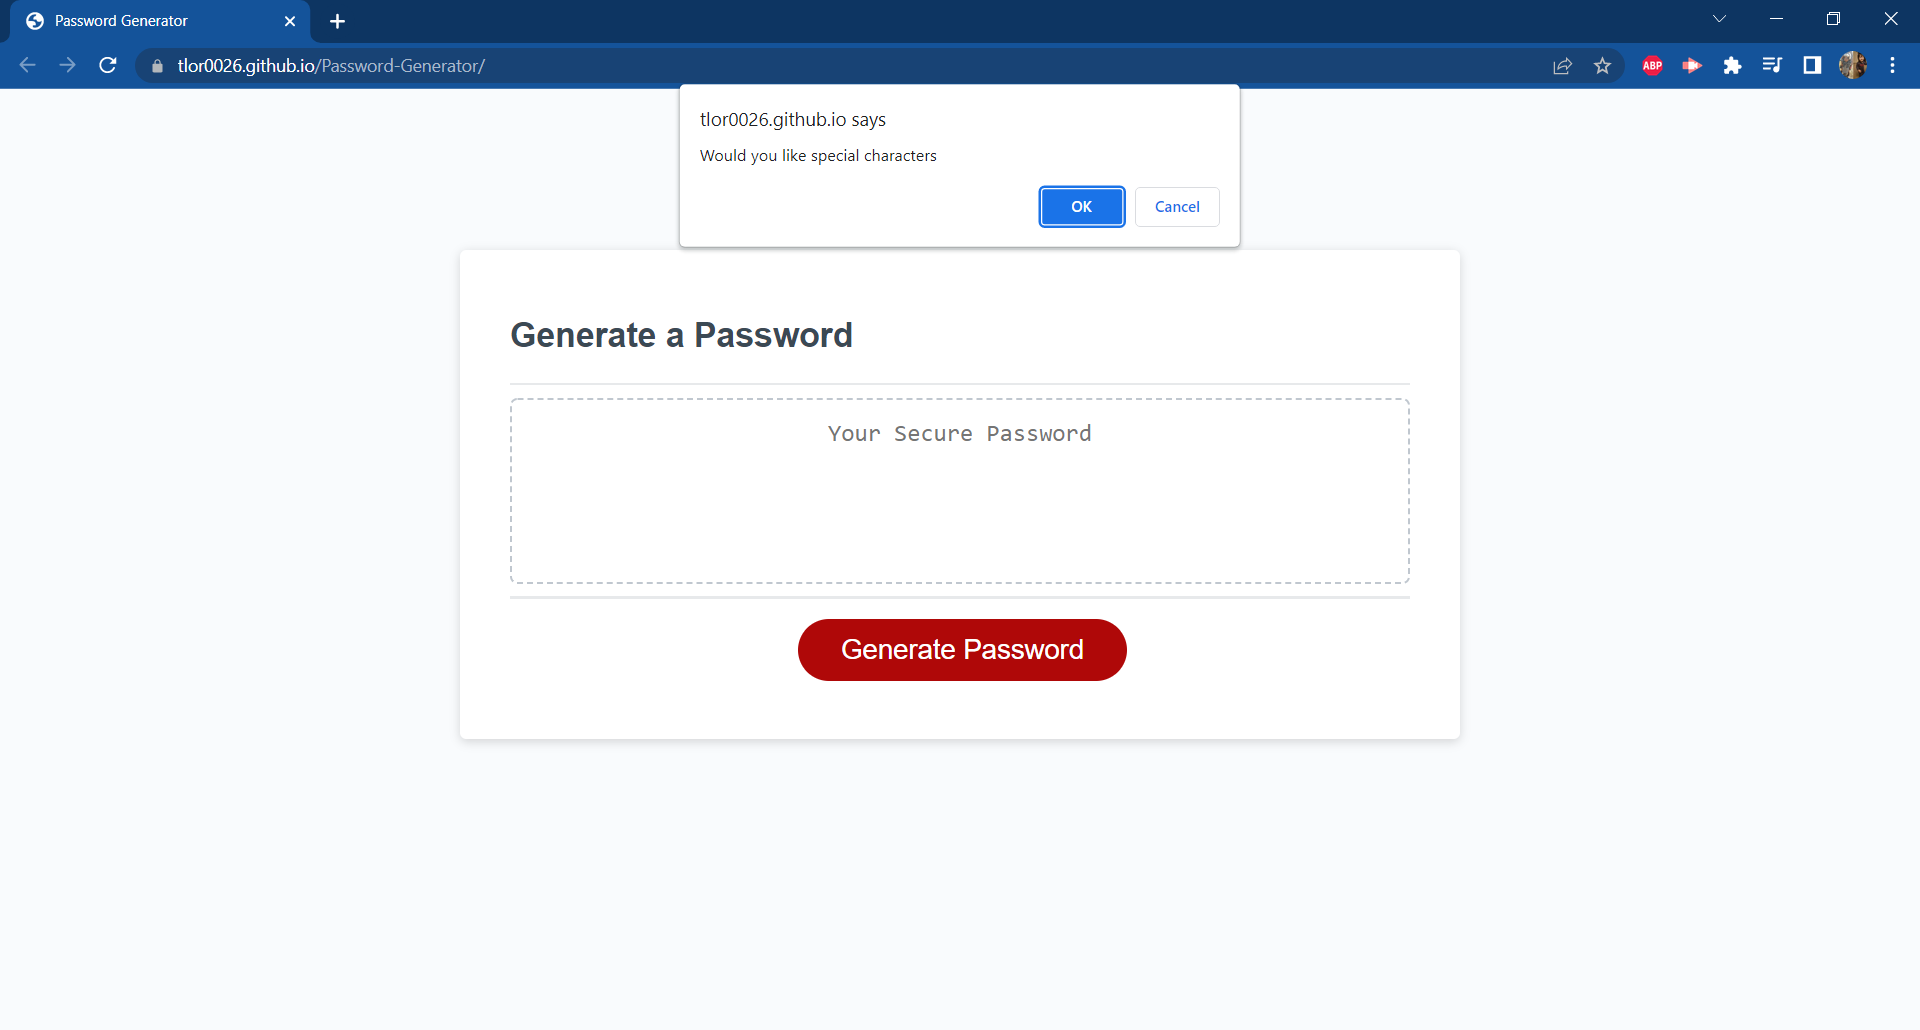 Password Generator
tlor0026.github.io/Password-Generator/
ABP
tlor0026.github.io says
Would you like special characters
OK
Cancel
Generate a Password
Your Secure Password
Generate Password